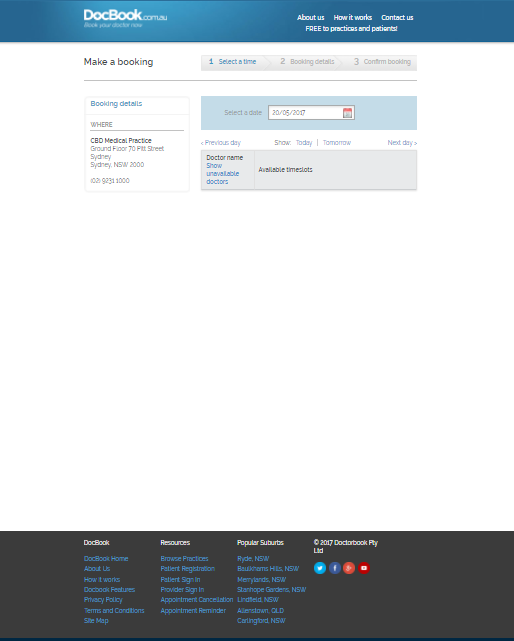 DocBook.com.au
Book your doctor now
About us How it works Contact us
FREE to practices and patients!
Make a booking
1 Select a time 2 Booking details 3 Confirm booking
Booking details
WHERE
CBD Medical Practice
Ground Floor 70 Pitt Street
Sydney
Sydney, NSW 2000
(02) 9231 1000
Select a date 20/05/2017
‹ Previous day Show: Today | Tomorrow Next day >
Doctor name
Show
unavailable
doctors
Available timeslots
DocBook
DocBook Home
About Us
How it works
Docbook Features
Privacy Policy
Terms and Conditions
Site Map
Resources
Browse Practices
Patient Registration
Patient Sign In
Provider Sign In
Appointment Cancellation
Appointment Reminder
Popular Suburbs
Ryde, NSW
Baulkhams Hills, NSW
Merrylands, NSW
Stanhope Gardens, NSW
Lindfield, NSW
Allenstown, QLD
Carlingford, NSW
© 2017 Doctorbook Pty
Ltd